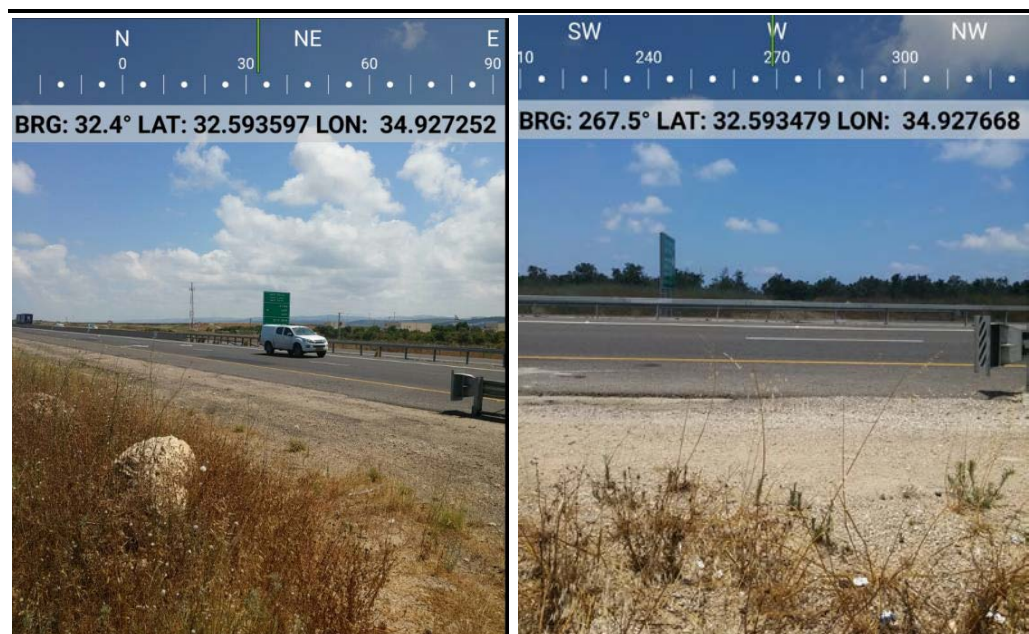 N NE E
0 30 60 90
BRG: 32.4° LAT: 32.593597 LON: 34.927252
SW W NW
10 240 270 300
BRG: 267.5° LAT: 32.593479 LON: 34.927668